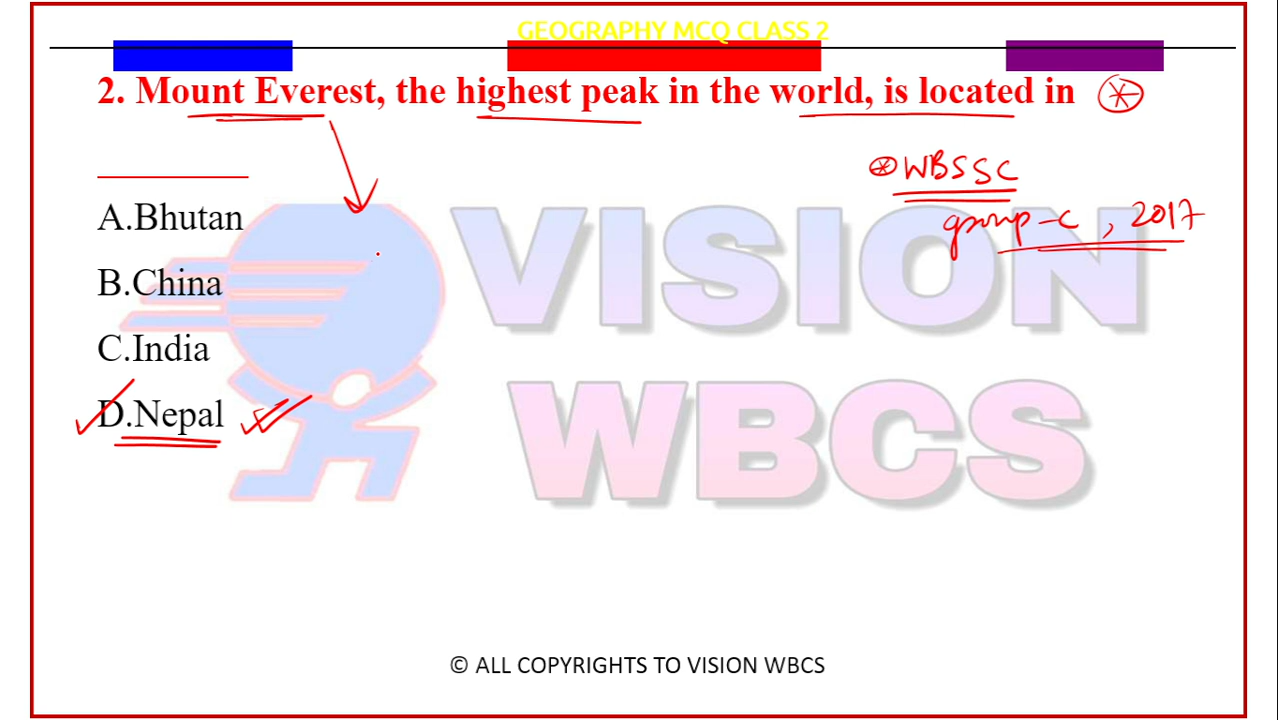 GEOGRAPHY MCQ CLASS 2
2. Mount Everest, the highest peak in the world, is located in
WBSSC
group-C, 2017
A.Bhutan
B.China
C.India
D.Nepal
VISION
WBCS
© ALL COPYRIGHTS TO VISION WBCS